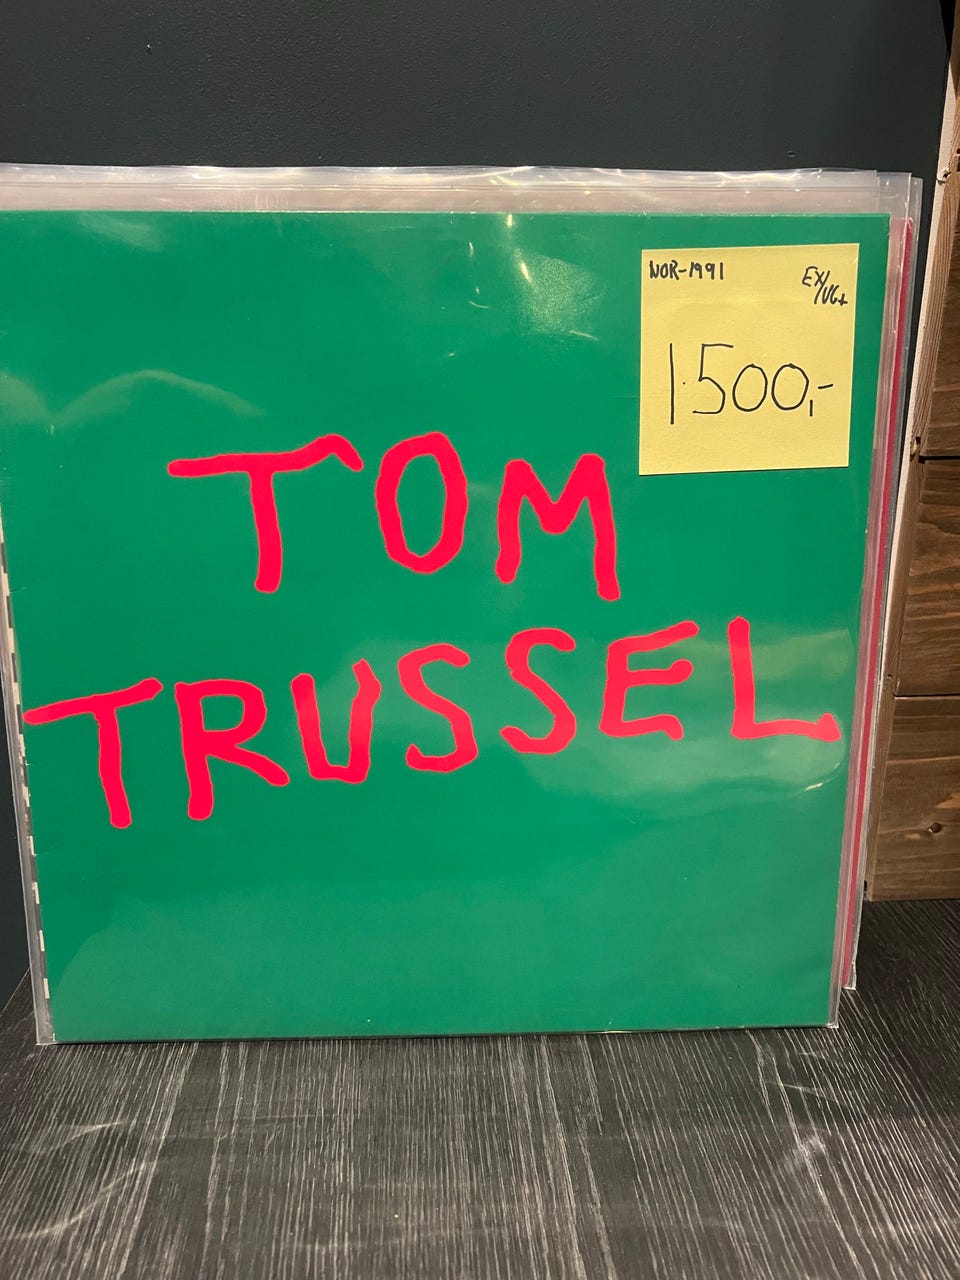 NOR-1991 EX/VG+
1.500,-
TOM
TRUSSEL